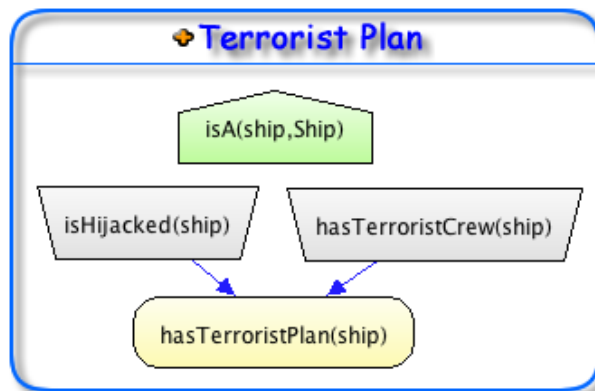 Terrorist Plan
isA(ship,Ship)
isHijacked(ship)
hasTerroristCrew(ship)
hasTerroristPlan(ship)